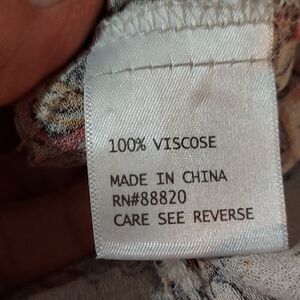 100% VISCOSE
MADE IN CHINA
RN#88820
CARE SEE REVERSE